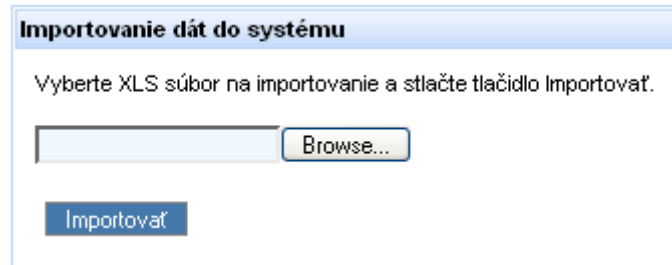 Importovanie dát do systému
Vyberte XLS súbor na importovanie a stlačte tlačidlo Importovať.
Browse...
Importovať